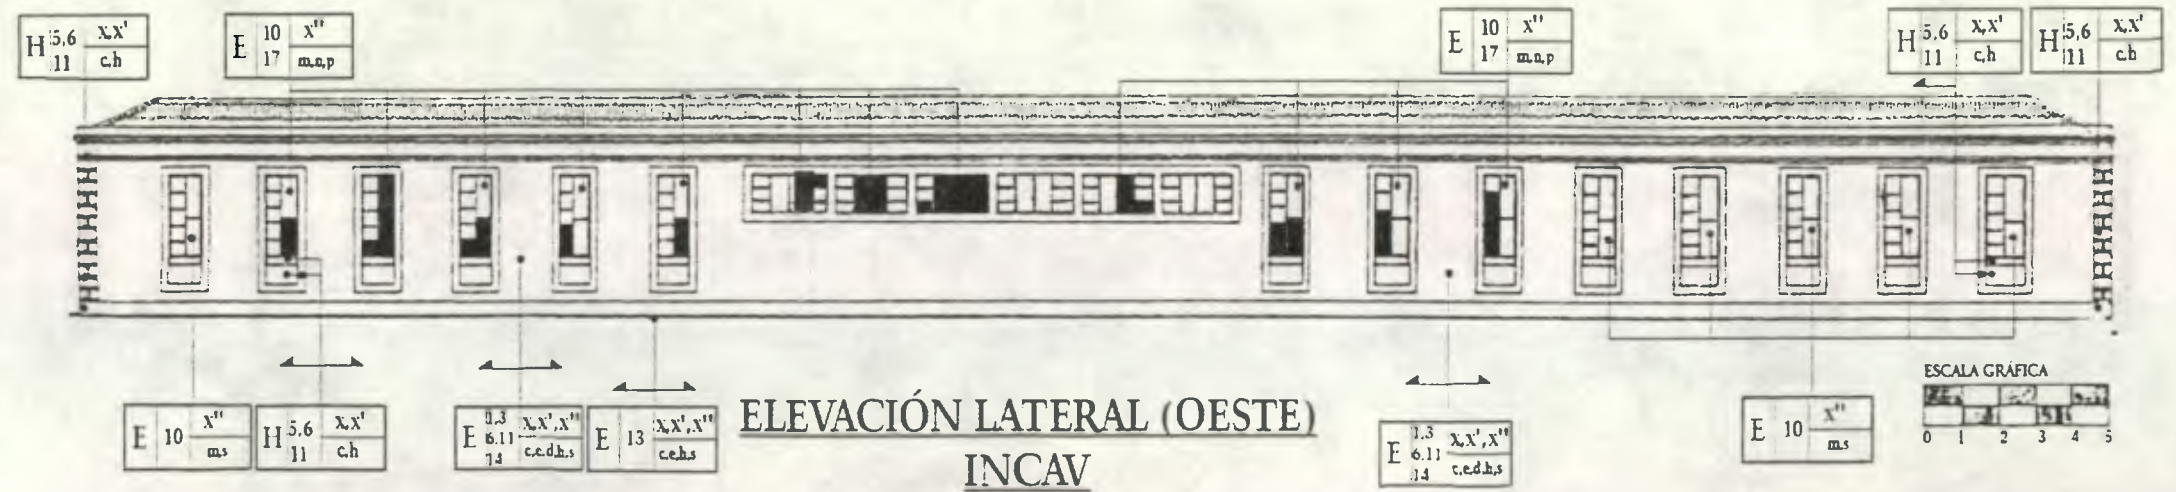 H 5,6 x,x'
11 c,h
E 10 x''
17 m,n,p
E 10 x''
17 m,n,p
H 5,6 x,x'
11 c,h
H 5,6 x,x'
11 c,h
E 10 x''
m,s
H 5,6 x,x'
11 c,h
E 1,3 x,x',x''
6,11 c,e,d,h,s
14
E 13 x,x',x''
c,e,h,s
ELEVACIÓN LATERAL (OESTE)
INCAV
E 1,3 x,x',x''
6,11 c,e,d,h,s
14
E 10 x''
m,s
ESCALA GRÁFICA
0 1 2 3 4 5